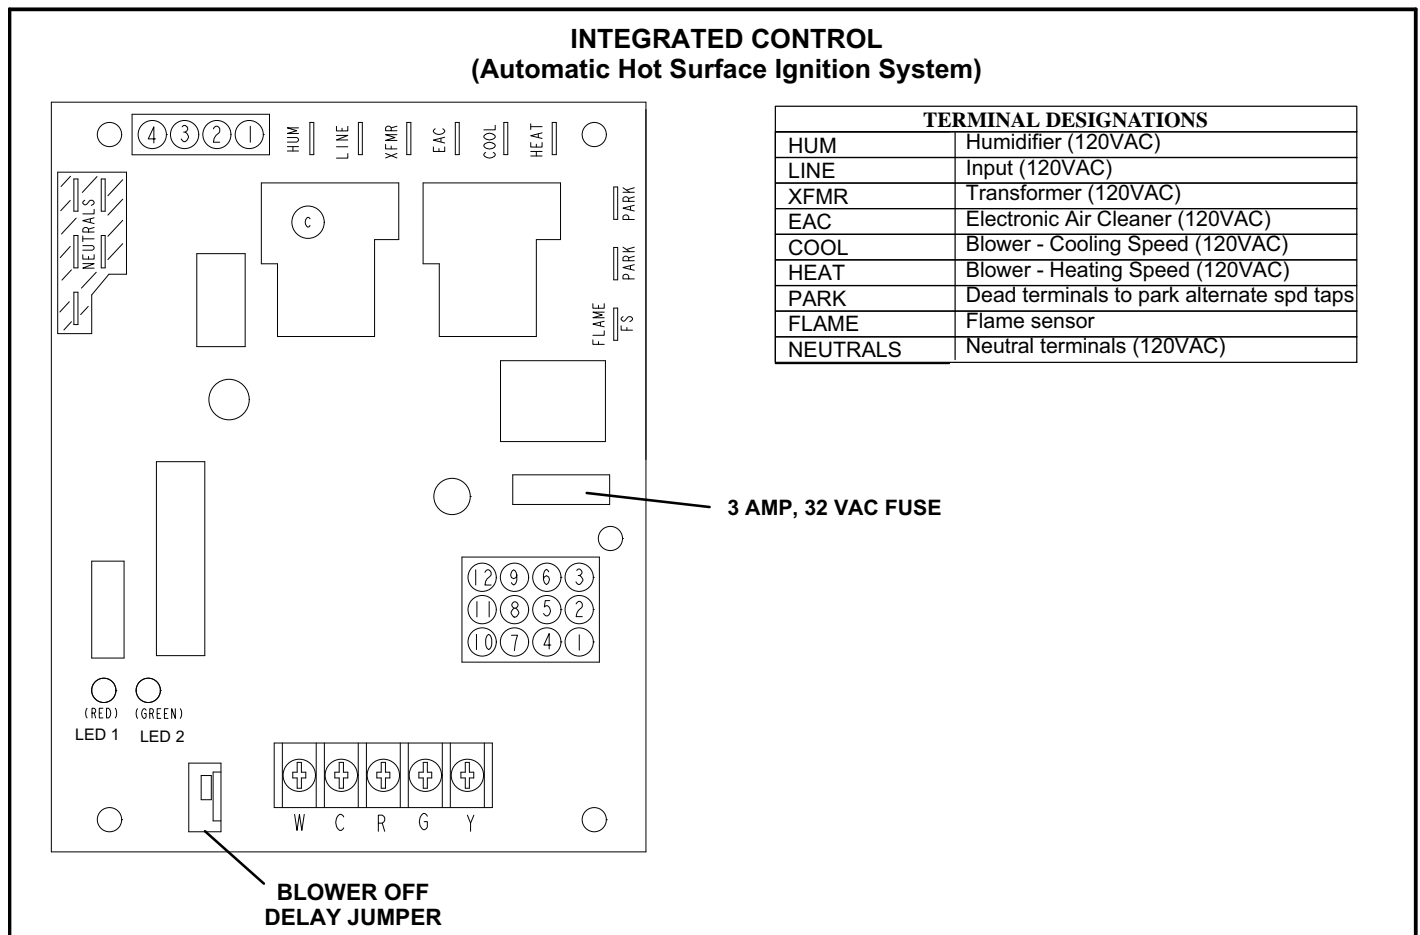 INTEGRATED CONTROL
(Automatic Hot Surface Ignition System)
4 3 2 1
HUM
LINE
XFMR
EAC
COOL
HEAT
NEUTRALS
C
PARK
PARK
FLAME
FS
TERMINAL DESIGNATIONS
HUM Humidifier (120VAC)
LINE Input (120VAC)
XFMR Transformer (120VAC)
EAC Electronic Air Cleaner (120VAC)
COOL Blower - Cooling Speed (120VAC)
HEAT Blower - Heating Speed (120VAC)
PARK Dead terminals to park alternate spd taps
FLAME Flame sensor
NEUTRALS Neutral terminals (120VAC)
3 AMP, 32 VAC FUSE
12 9 6 3
11 8 5 2
10 7 4 1
(RED) (GREEN)
LED 1 LED 2
W C R G Y
BLOWER OFF
DELAY JUMPER